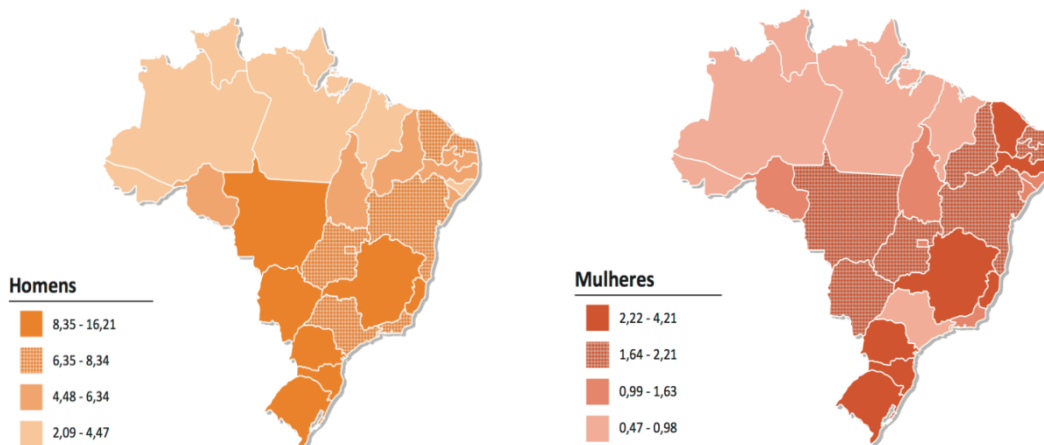 Homens
8,35 - 16,21
6,35 - 8,34
4,48 - 6,34
2,09 - 4,47
Mulheres
2,22 - 4,21
1,64 - 2,21
0,99 - 1,63
0,47 - 0,98